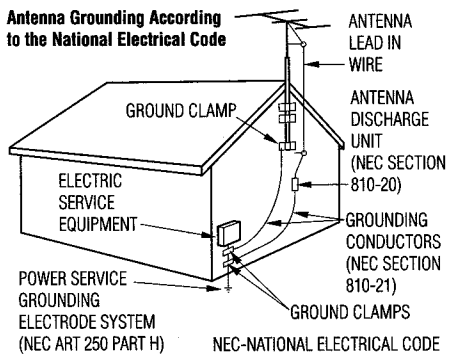 Antenna Grounding According
to the National Electrical Code
ANTENNA
LEAD IN
WIRE
GROUND CLAMP
ANTENNA
DISCHARGE
UNIT
(NEC SECTION
810-20)
ELECTRIC
SERVICE
EQUIPMENT
GROUNDING
CONDUCTORS
(NEC SECTION
810-21)
POWER SERVICE
GROUNDING
ELECTRODE SYSTEM
(NEC ART 250 PART H)
GROUND CLAMPS
NEC-NATIONAL ELECTRICAL CODE